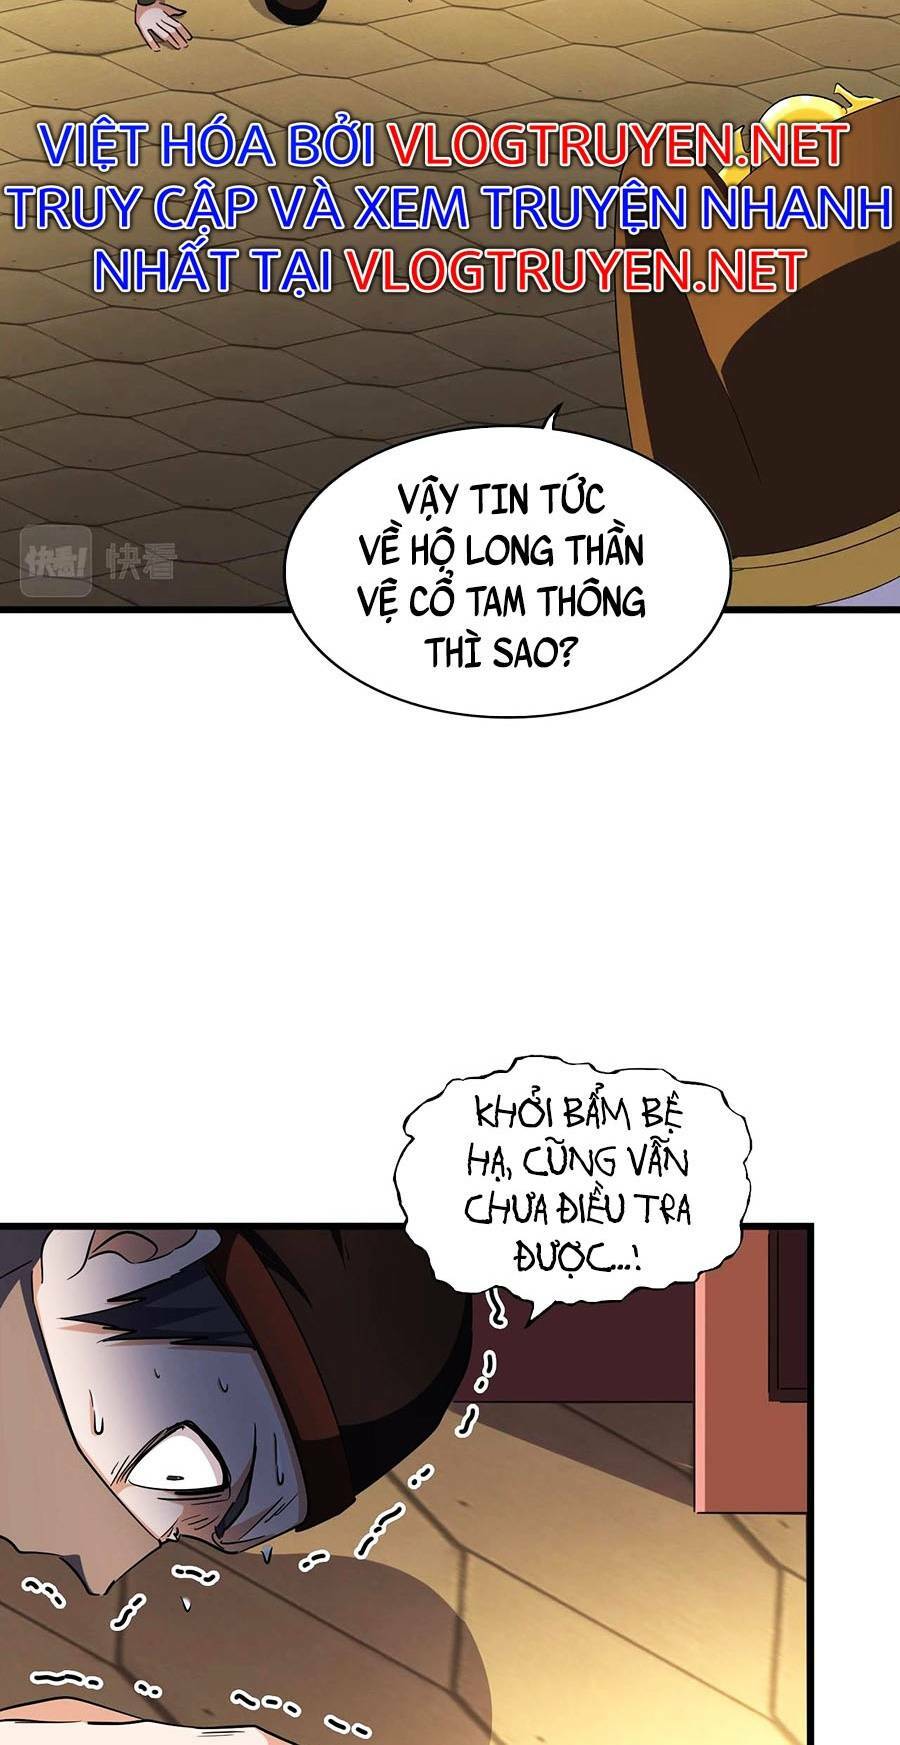 VIỆT HÓA BỞI VLOGTRUYEN.NET
TRUY CẬP VÀ XEM TRUYỆN NHANH
NHẤT TẠI VLOGTRUYEN.NET
VẬY TIN TỨC
VỀ HỘ LONG THẦN
VỆ CỔ TAM THÔNG
THÌ SAO?
快看! 快看
KHỞI BẨM BỆ
HẠ, CŨNG VẪN
CHƯA ĐIỀU TRA
ĐƯỢC...!